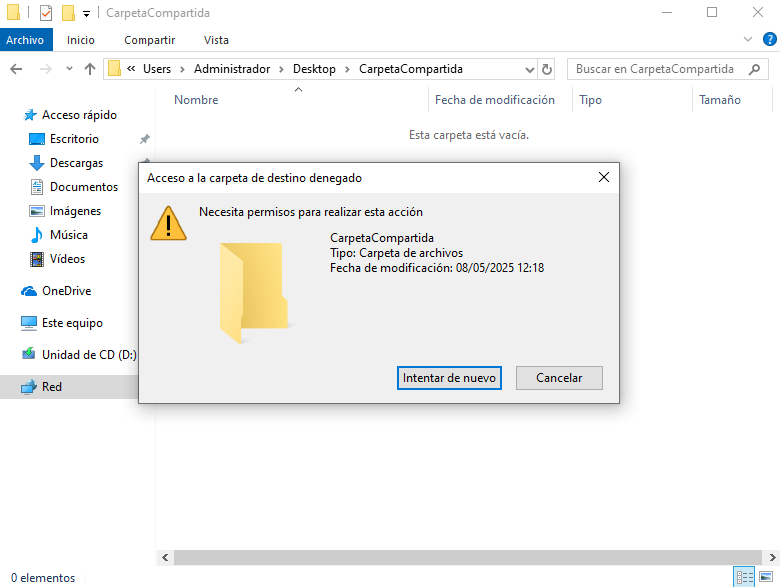 CarpetaCompartida
Archivo Inicio Compartir Vista
« Users › Administrador › Desktop › CarpetaCompartida
Buscar en CarpetaCompartida
Nombre Fecha de modificación Tipo Tamaño
Esta carpeta está vacía.
Acceso rápido
Escritorio
Descargas
Documentos
Imágenes
Música
Vídeos
OneDrive
Este equipo
Unidad de CD (D:)
Red
Acceso a la carpeta de destino denegado
Necesita permisos para realizar esta acción
CarpetaCompartida
Tipo: Carpeta de archivos
Fecha de modificación: 08/05/2025 12:18
Intentar de nuevo Cancelar
0 elementos